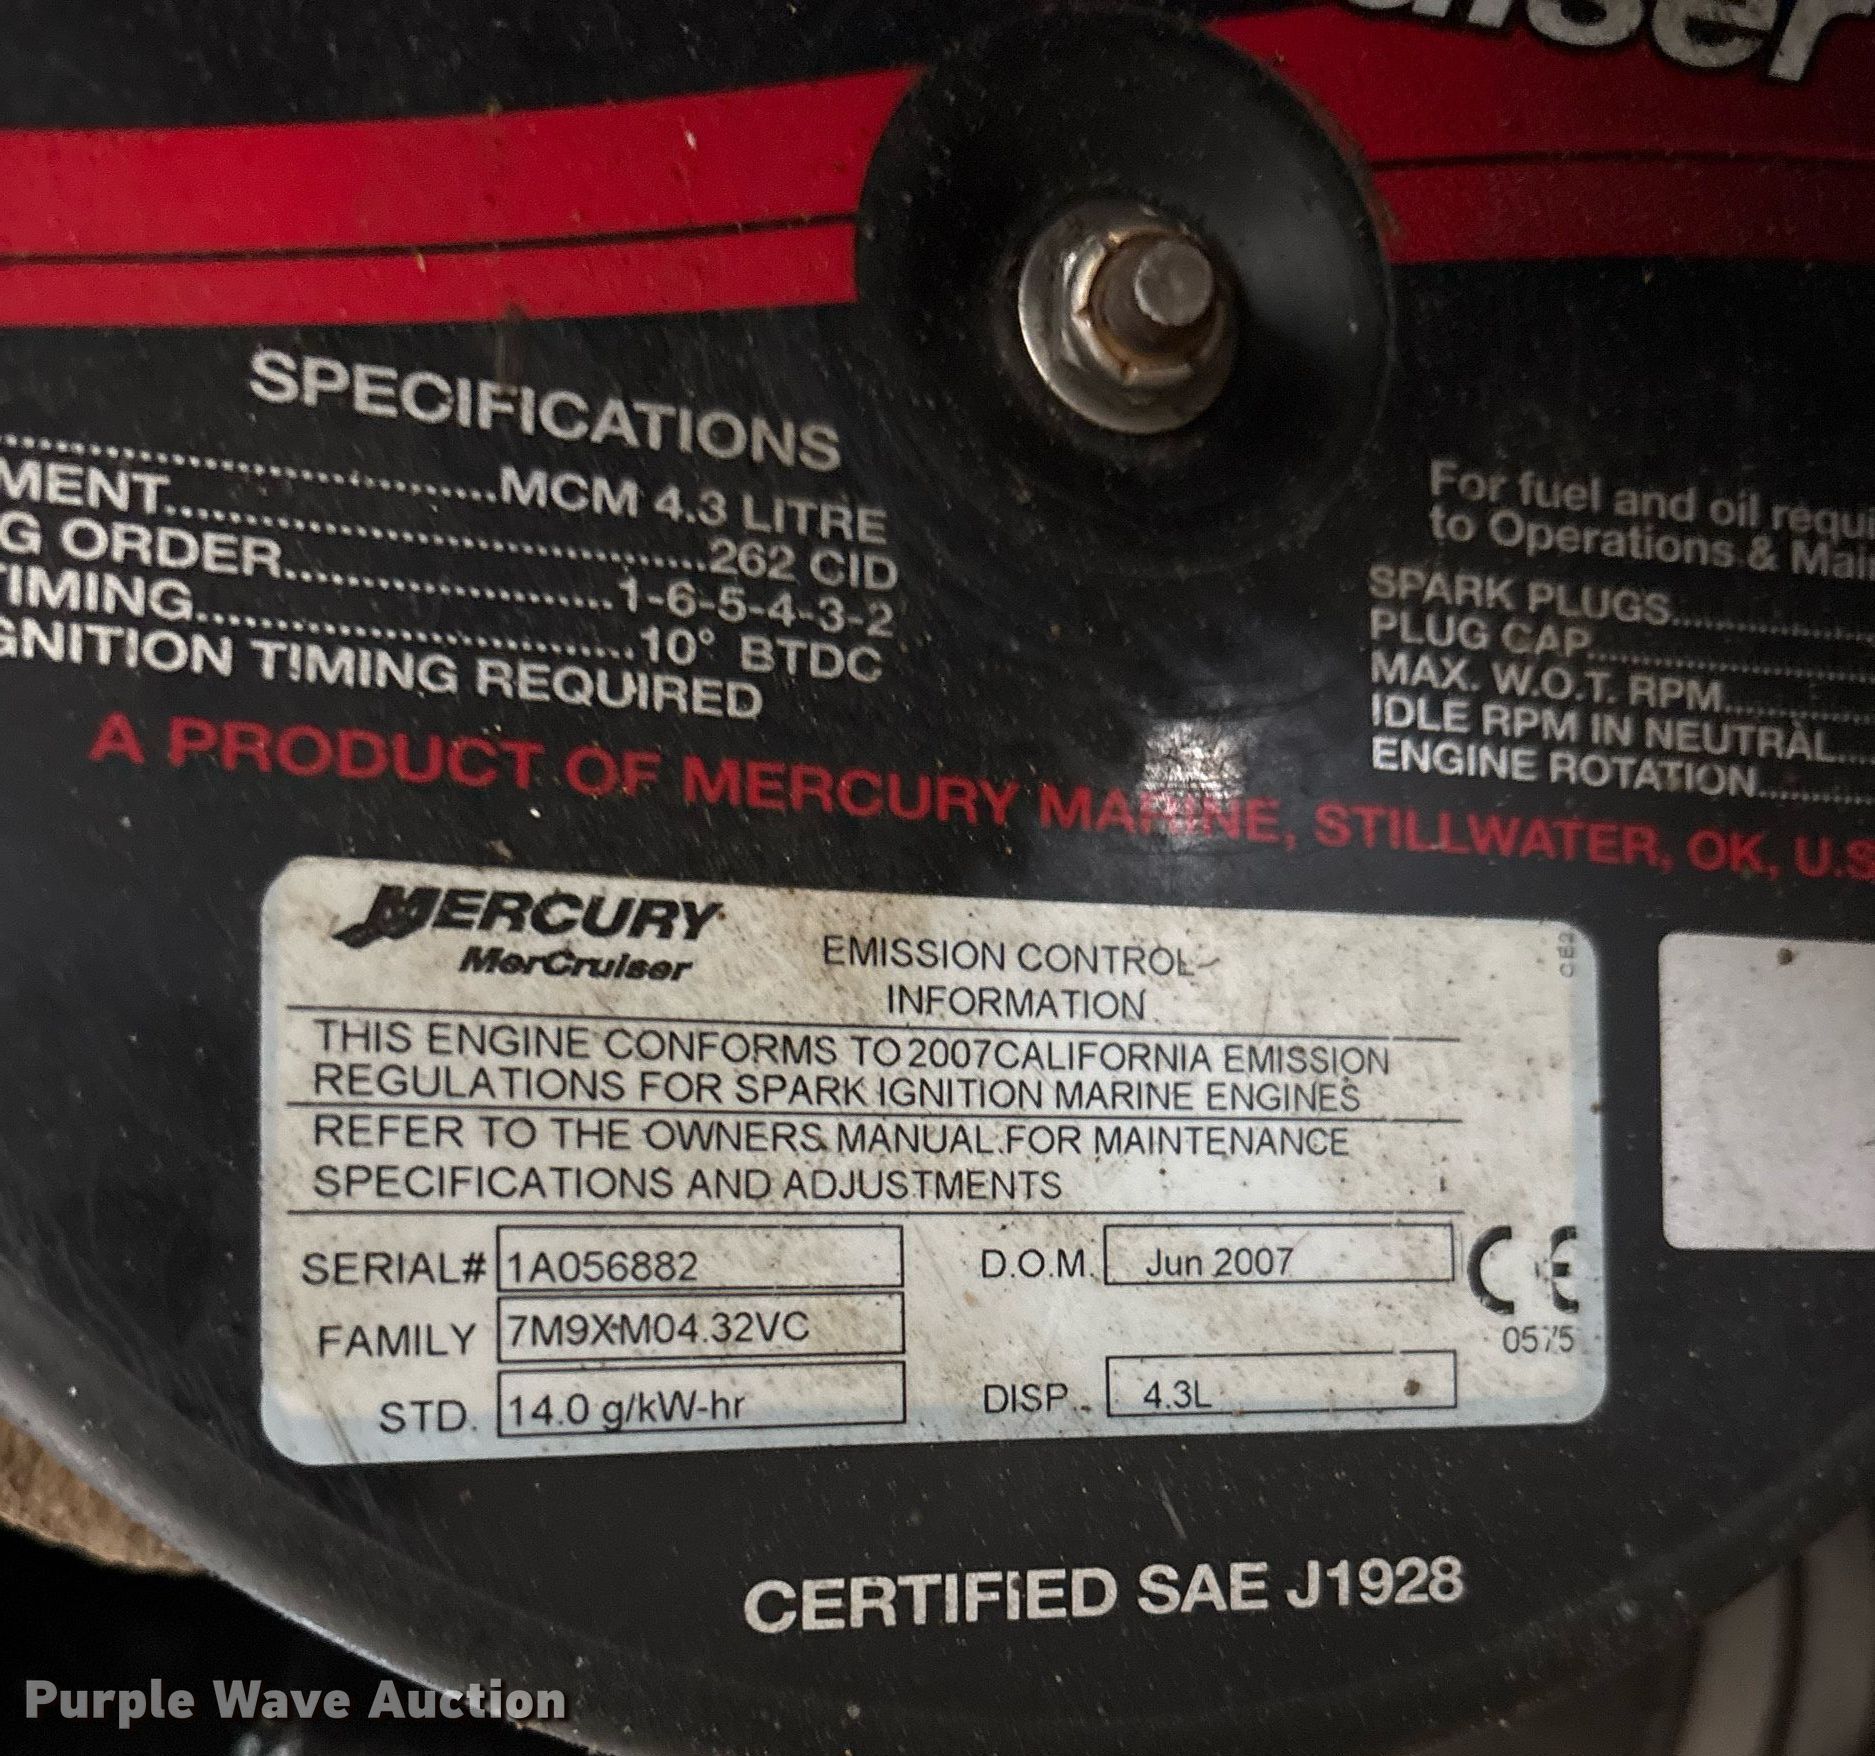 SPECIFICATIONS
MCM 4.3 LITRE
MENT 262 CID
G ORDER 1-6-5-4-3-2
TIMING 10° BTDC
GNITION TIMING REQUIRED
For fuel and oil requ
to Operations & Mai
SPARK PLUGS
PLUG GAP
MAX. W.O.T. RPM
IDLE RPM IN NEUTRAL
ENGINE ROTATION
A PRODUCT OF MERCURY MARINE, STILLWATER, OK, U.S
MERCURY
MerCruiser
EMISSION CONTROL
INFORMATION
THIS ENGINE CONFORMS TO 2007 CALIFORNIA EMISSION
REGULATIONS FOR SPARK IGNITION MARINE ENGINES
REFER TO THE OWNERS MANUAL FOR MAINTENANCE
SPECIFICATIONS AND ADJUSTMENTS
SERIAL# 1A056882 D.O.M. Jun 2007
CE
FAMILY 7M9XM04.32VC
0575
STD. 14.0 g/kW-hr DISP. 4.3L
CERTIFIED SAE J1928
Purple Wave Auction